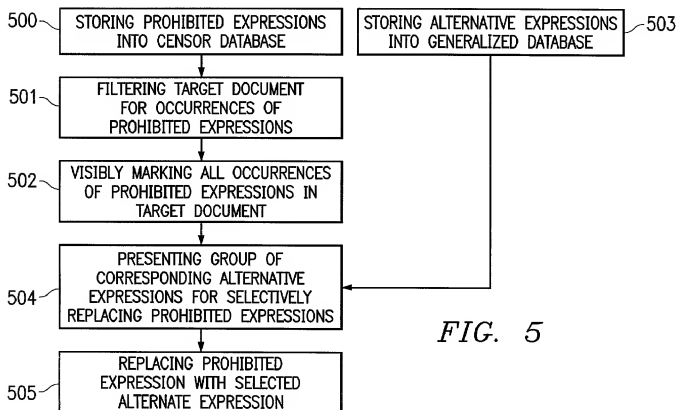 500
STORING PROHIBITED EXPRESSIONS
INTO CENSOR DATABASE
STORING ALTERNATIVE EXPRESSIONS
INTO GENERALIZED DATABASE
503
501
FILTERING TARGET DOCUMENT
FOR OCCURRENCES OF
PROHIBITED EXPRESSIONS
502
VISIBLY MARKING ALL OCCURRENCES
OF PROHIBITED EXPRESSIONS IN
TARGET DOCUMENT
504
PRESENTING GROUP OF
CORRESPONDING ALTERNATIVE
EXPRESSIONS FOR SELECTIVELY
REPLACING PROHIBITED EXPRESSIONS
FIG. 5
505
REPLACING PROHIBITED
EXPRESSION WITH SELECTED
ALTERNATE EXPRESSION